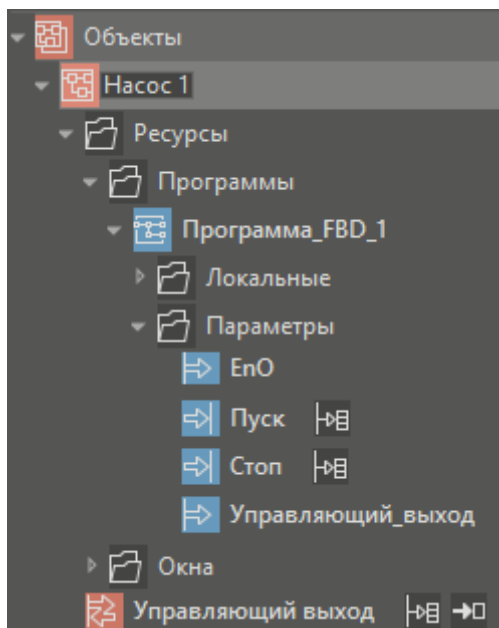 Объекты
Насос 1
Ресурсы
Программы
Программа_FBD_1
Локальные
Параметры
EnO
Пуск
Стоп
Управляющий_выход
Окна
Управляющий выход